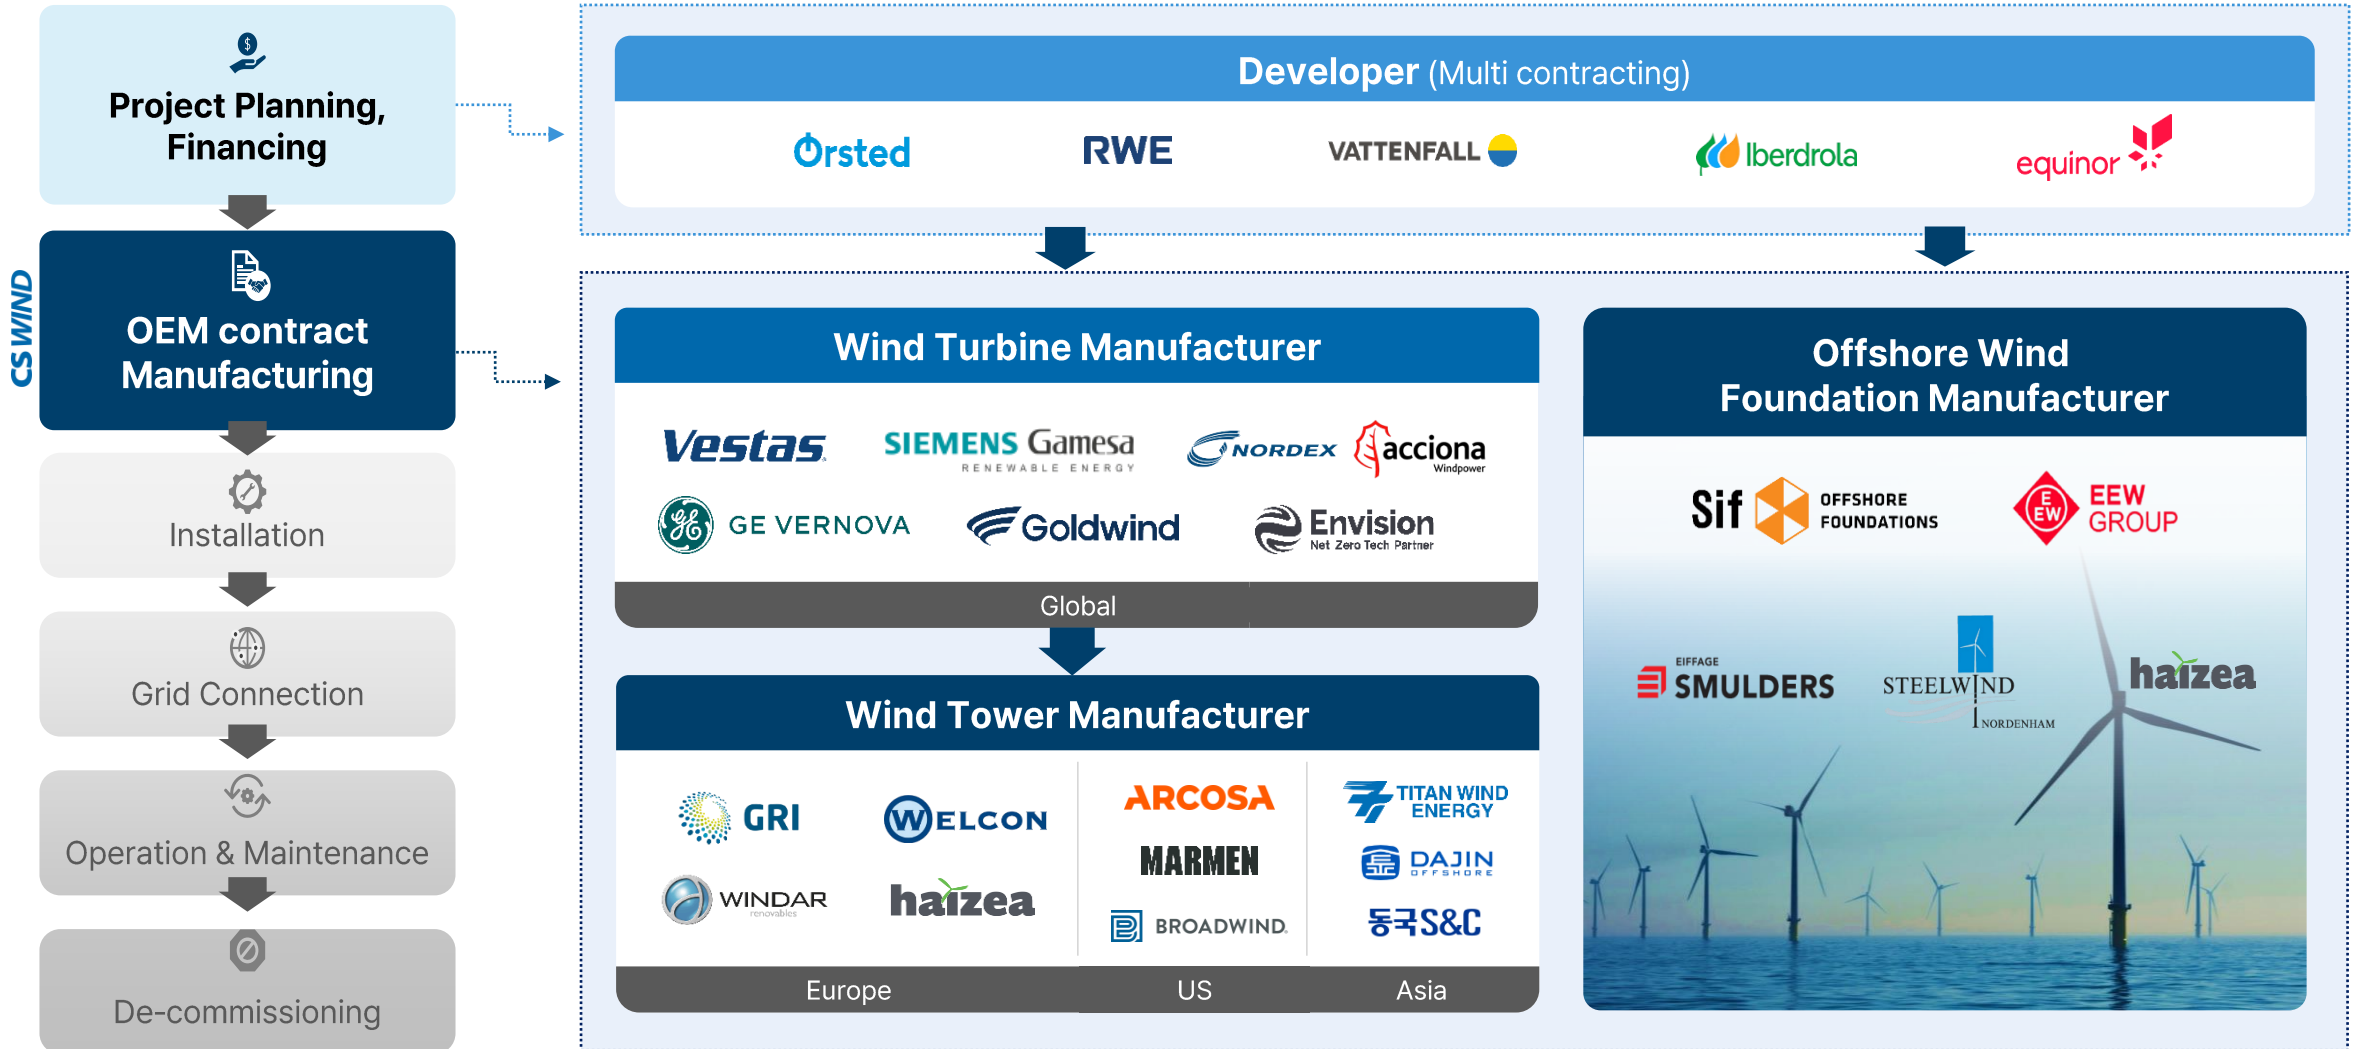 Project Planning,
Financing
CS WIND
OEM contract
Manufacturing
Installation
Grid Connection
Operation & Maintenance
De-commissioning
Developer (Multi contracting)
Ørsted
RWE
VATTENFALL
Iberdrola
equinor
Wind Turbine Manufacturer
Vestas
SIEMENS Gamesa
RENEWABLE ENERGY
NORDEX
acciona
Windpower
GE
GE VERNOVA
Goldwind
Envision
Net Zero Tech Partner
Global
Wind Tower Manufacturer
GRI
WELCON
WINDAR
renovables
haizea
ARCOSA
MARMEN
BROADWIND
TITAN WIND
ENERGY
DAJIN
OFFSHORE
동국S&C
Europe
US
Asia
Offshore Wind
Foundation Manufacturer
Sif
OFFSHORE
FOUNDATIONS
E
EW
EEW
GROUP
EIFFAGE
SMULDERS
STEELWIND
NORDENHAM
haizea